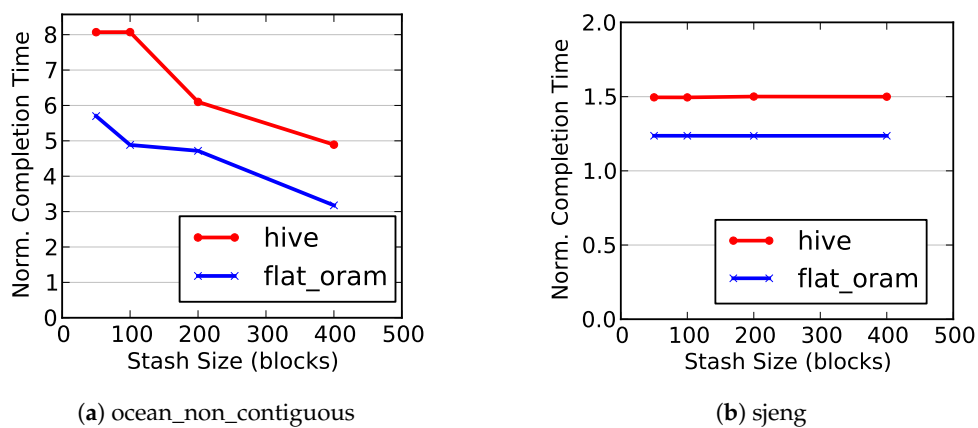 Norm. Completion Time
8
7
6
5
4
3
2
1
0
hive
flat_oram
0 100 200 300 400 500
Stash Size (blocks)
(a) ocean_non_contiguous
Norm. Completion Time
2.0
1.5
1.0
0.5
0.0
hive
flat_oram
0 100 200 300 400 500
Stash Size (blocks)
(b) sjeng